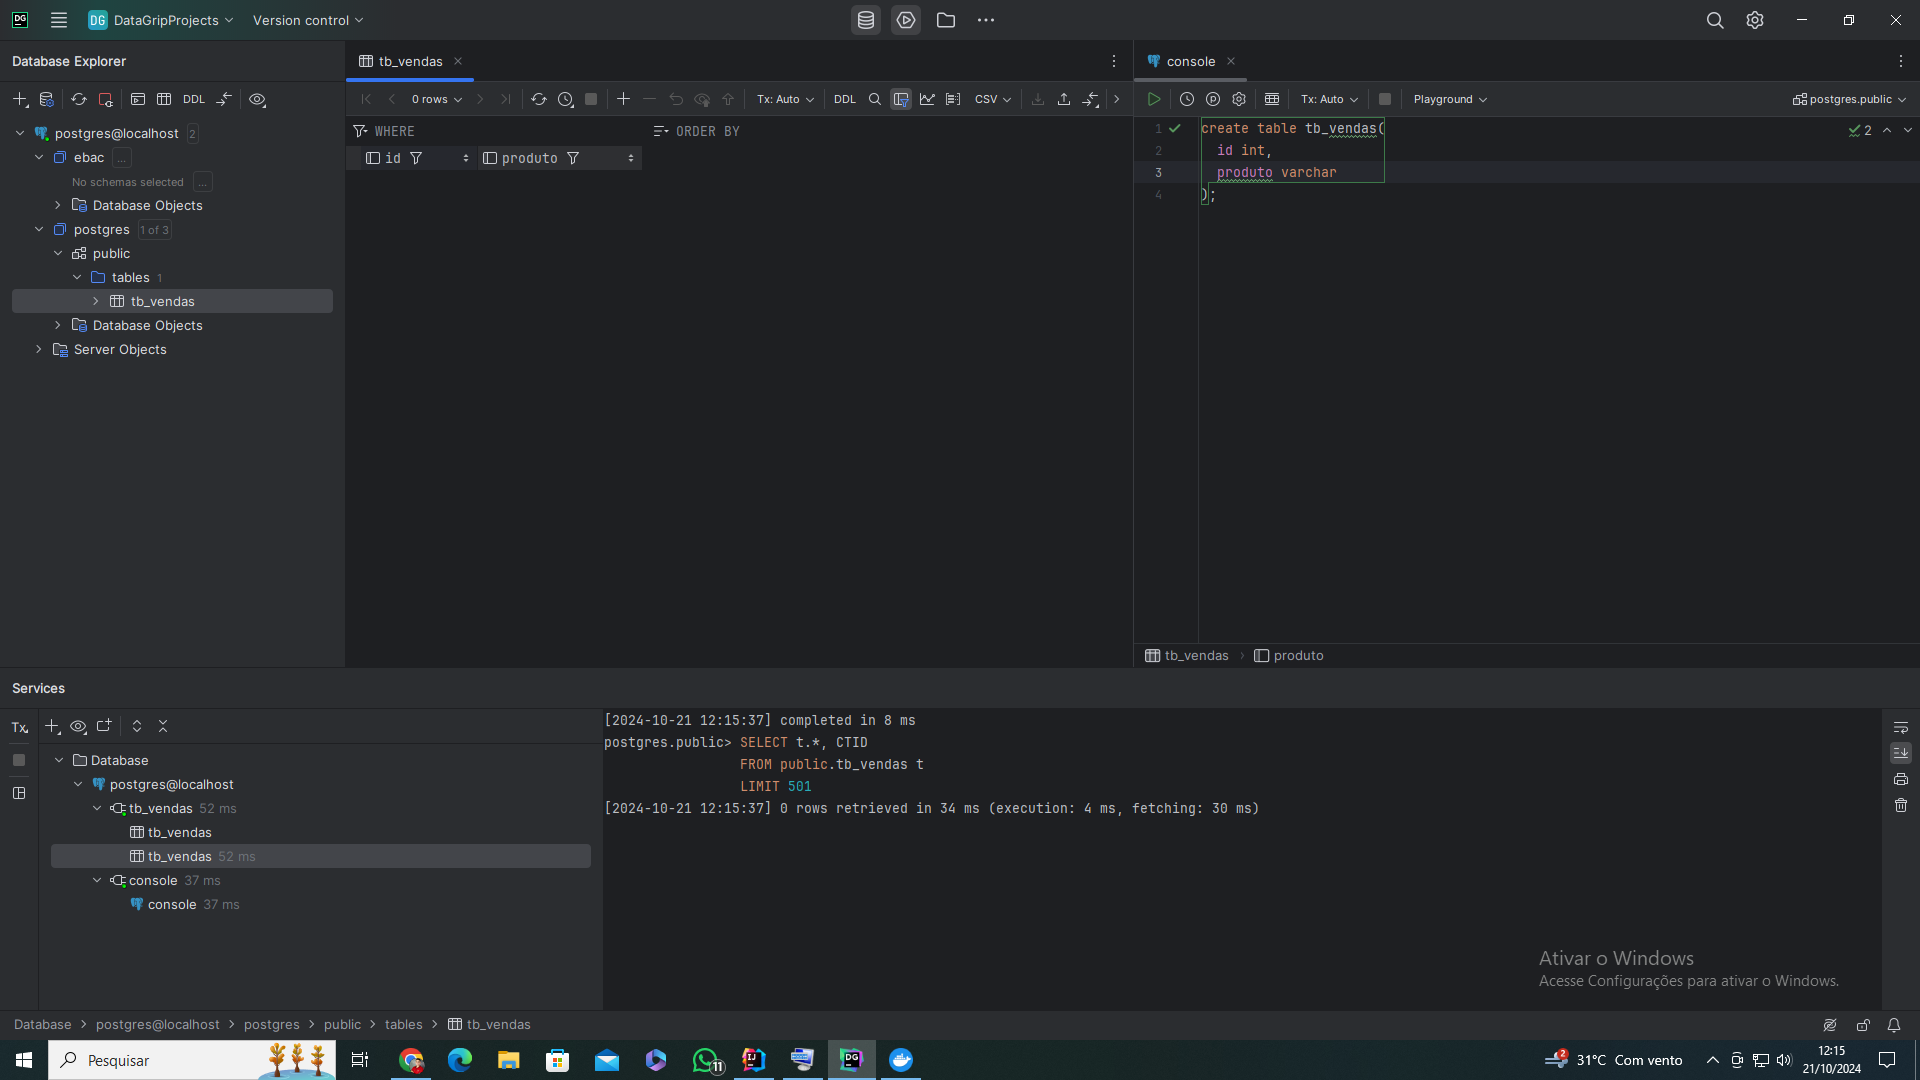 DG DG DataGripProjects Version control
Database Explorer
DDL
postgres@localhost 2
ebac ...
No schemas selected ...
Database Objects
postgres 1 of 3
public
tables 1
tb_vendas
Database Objects
Server Objects
tb_vendas
0 rows Tx: Auto DDL CSV
WHERE ORDER BY
id produto
console
Tx: Auto Playground postgres.public
1 create table tb_vendas( 2
2 id int,
3 produto varchar
4 );
tb_vendas produto
Services
Tx
Database
postgres@localhost
tb_vendas 52 ms
tb_vendas
tb_vendas 52 ms
console 37 ms
console 37 ms
[2024-10-21 12:15:37] completed in 8 ms
postgres.public> SELECT t.*, CTID
FROM public.tb_vendas t
LIMIT 501
[2024-10-21 12:15:37] 0 rows retrieved in 34 ms (execution: 4 ms, fetching: 30 ms)
Ativar o Windows
Acesse Configurações para ativar o Windows.
Database postgres@localhost postgres public tables tb_vendas
Pesquisar 11 IJ DG 2 31°C Com vento 12:15
21/10/2024